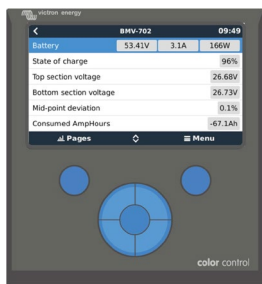 victron energy
BMV-702 09:49
Battery 53.41V 3.1A 166W
State of charge 96%
Top section voltage 26.68V
Bottom section voltage 26.73V
Mid-point deviation 0.1%
Consumed AmpHours -67.1Ah
Pages Menu
color control